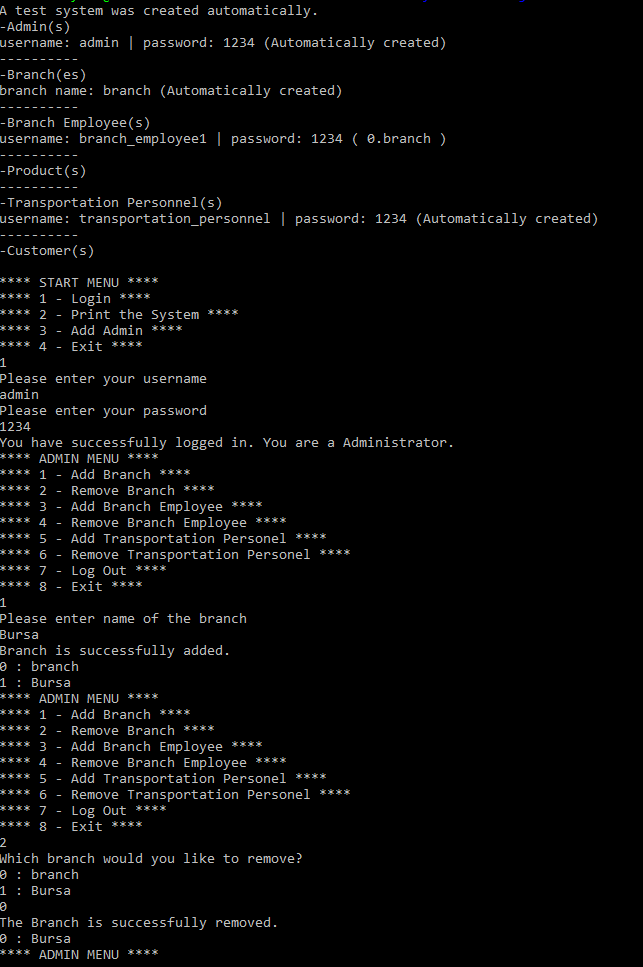 A test system was created automatically.
-Admin(s)
username: admin | password: 1234 (Automatically created)
----------
-Branch(es)
branch name: branch (Automatically created)
----------
-Branch Employee(s)
username: branch_employee1 | password: 1234 ( 0.branch )
----------
-Product(s)
----------
-Transportation Personnel(s)
username: transportation_personnel | password: 1234 (Automatically created)
----------
-Customer(s)

**** START MENU ****
**** 1 - Login ****
**** 2 - Print the System ****
**** 3 - Add Admin ****
**** 4 - Exit ****
1
Please enter your username
admin
Please enter your password
1234
You have successfully logged in. You are a Administrator.
**** ADMIN MENU ****
**** 1 - Add Branch ****
**** 2 - Remove Branch ****
**** 3 - Add Branch Employee ****
**** 4 - Remove Branch Employee ****
**** 5 - Add Transportation Personel ****
**** 6 - Remove Transportation Personel ****
**** 7 - Log Out ****
**** 8 - Exit ****
1
Please enter name of the branch
Bursa
Branch is successfully added.
0 : branch
1 : Bursa
**** ADMIN MENU ****
**** 1 - Add Branch ****
**** 2 - Remove Branch ****
**** 3 - Add Branch Employee ****
**** 4 - Remove Branch Employee ****
**** 5 - Add Transportation Personel ****
**** 6 - Remove Transportation Personel ****
**** 7 - Log Out ****
**** 8 - Exit ****
2
Which branch would you like to remove?
0 : branch
1 : Bursa
0
The Branch is successfully removed.
0 : Bursa
**** ADMIN MENU ****